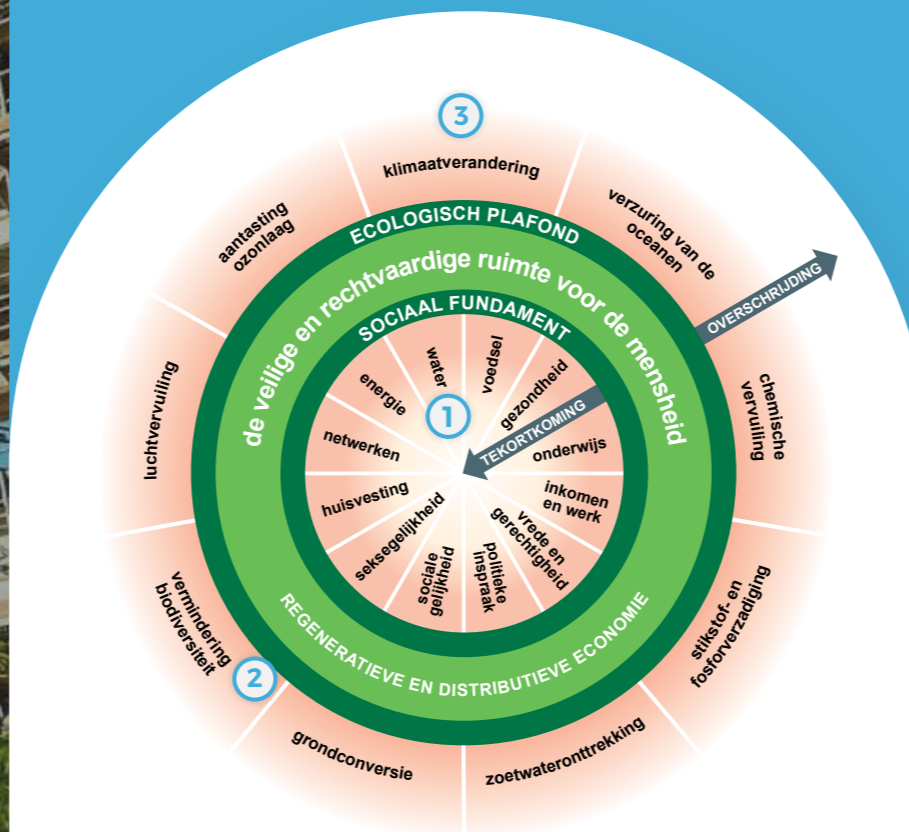 3
klimaatverandering
verzuring van de
oceanen
OVERSCHRIJDING
chemische
vervuiling
stikstof- en
fosforverzadiging
zoetwateronttrekking
grondconversie
2
vermindering
biodiversiteit
luchtvervuiling
aantasting
ozonlaag
ECOLOGISCH PLAFOND
de veilige en rechtvaardige ruimte voor de mensheid
REGENERATIEVE EN DISTRIBUTIEVE ECONOMIE
SOCIAAL FUNDAMENT
water
voedsel
gezondheid
TEKORTKOMING
onderwijs
inkomen
en werk
vrede en
gerechtigheid
politieke
inspraak
sociale
gelijkheid
seksegelijkheid
huisvesting
netwerken
energie
1